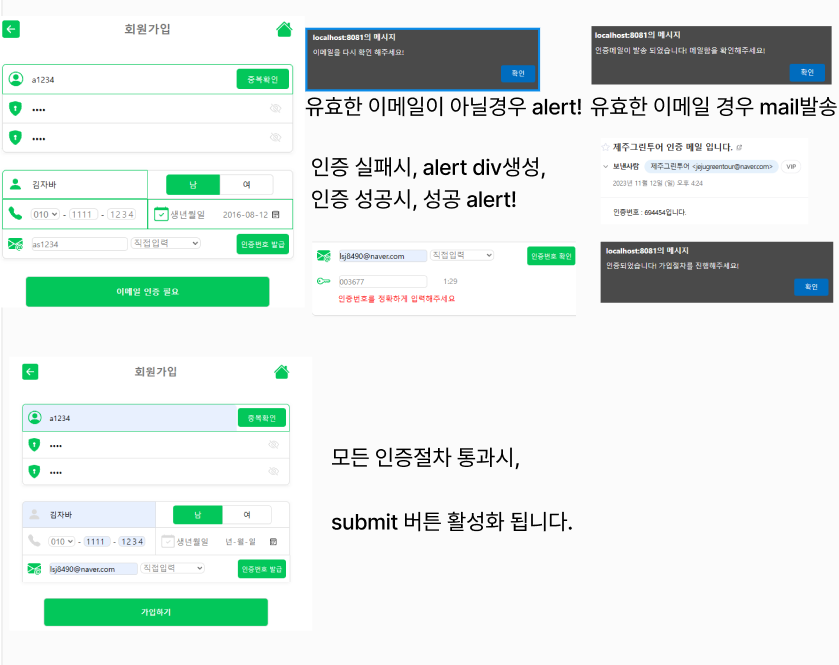 회원가입
a1234
중복확인
••••
••••
김자바
남
여
010 - 1111 - 1234
생년월일 2016-08-12
as1234
직접입력
인증번호 발급
이메일 인증 필요
localhost:8081의 메시지
이메일을 다시 확인 해주세요!
확인
localhost:8081의 메시지
인증메일이 발송 되었습니다! 메일함을 확인해주세요!
확인
유효한 이메일이 아닐경우 alert!
유효한 이메일 경우 mail발송
인증 실패시, alert div생성,
인증 성공시, 성공 alert!
제주그린투어 인증 메일 입니다.
보낸사람 제주그린투어 <jejugreentour@naver.com> VIP
2023년 11월 12일 (일) 오후 4:24
인증번호 : 694454입니다.
lsj8490@naver.com
직접입력
인증번호 확인
003677
1:29
인증번호를 정확하게 입력해주세요
localhost:8081의 메시지
인증되었습니다! 가입절차를 진행해주세요!
확인
회원가입
a1234
중복확인
••••
••••
김자바
남
여
010 - 1111 - 1234
생년월일 년-월-일
lsj8490@naver.com
직접입력
인증번호 발급
가입하기
모든 인증절차 통과시,
submit 버튼 활성화 됩니다.